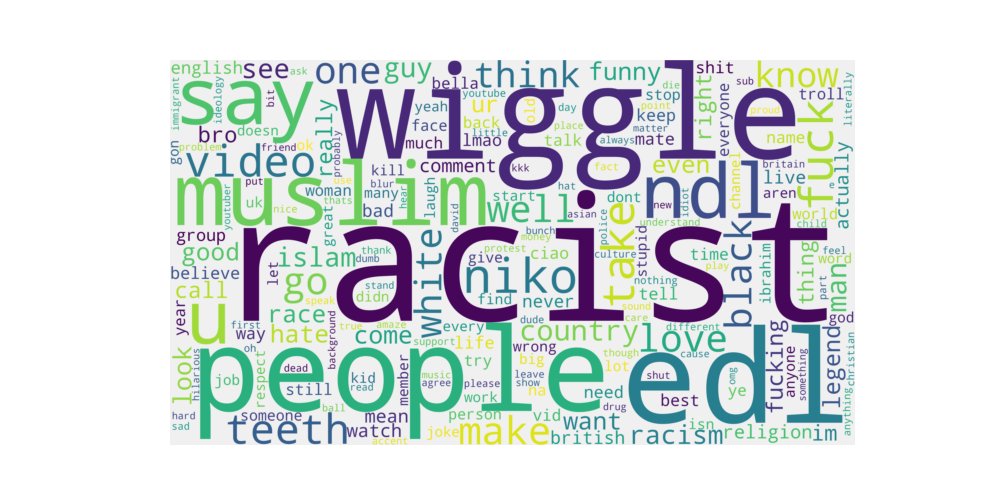 english see ask one guy think funny shit sub know
immigrant bit ideology say wiggle bella youtube die stop right everyone troll literally
doesn really yeah ur old day point keep proud
gon bro face back little place matter mate name fuck
problem friend ok probably much lmao talk always
video kill comment kkk fact even channel britain live
put use blur laugh hat idiot aren e actually
youtuber uk woman many hear start dont new world
muslim nice thats great bad david well asian police ndl child
group racist bunch money take understand stupid black feel
good let islam thank protest culture time thing word
believe go dumb white give ciao nothing play ibrahim part man
call speak stand niko find never tell
year u race didn sound god
first way true amaze dude every country care different love legend christian
look hate come support life wrong though cause fucking anyone
hilarious oh dead background try big lot omg
job respect people kid read member music agree please leave show edl shut ye something anything
still work na need drug best
hard someone ball mean person vid want isn
sad teeth watch accent joke make british racism religion im